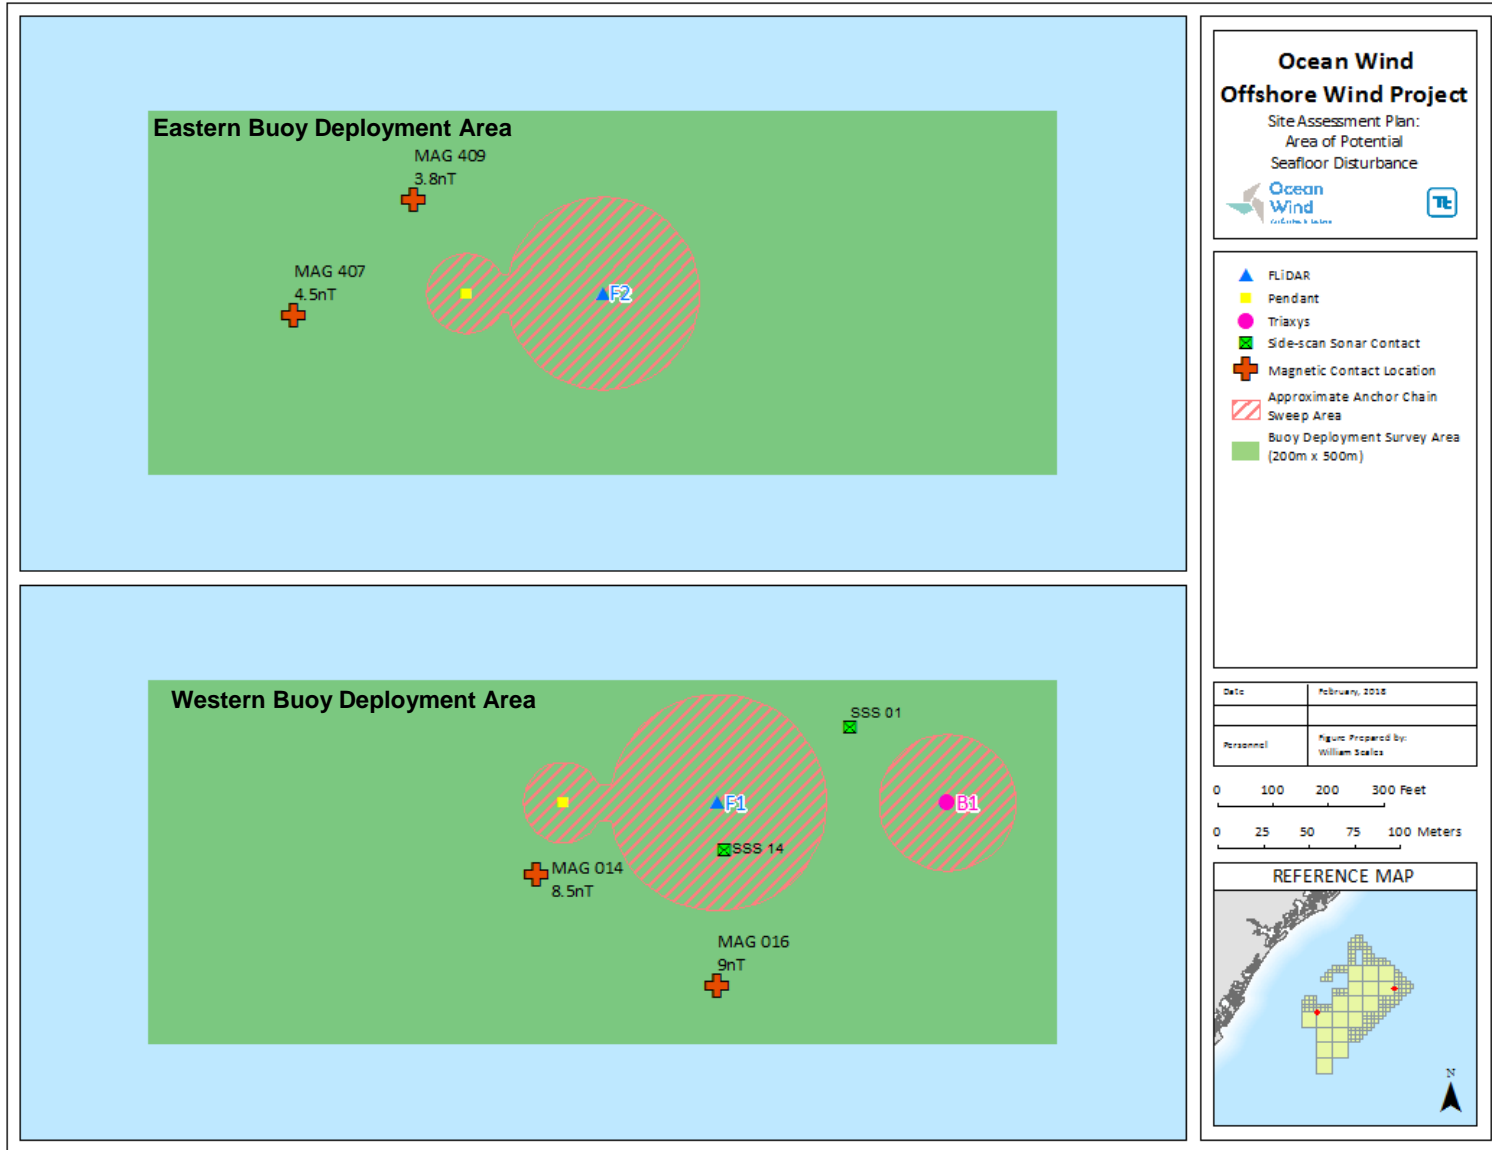 Eastern Buoy Deployment Area
MAG 409
3.8nT
MAG 407
4.5nT
F2
Western Buoy Deployment Area
SSS 01
F1
B1
SSS 14
MAG 014
8.5nT
MAG 016
9nT
Ocean Wind
Offshore Wind Project
Site Assessment Plan:
Area of Potential
Seafloor Disturbance
Ocean
Wind
Tt
FLiDAR
Pendant
Triaxys
Side-scan Sonar Contact
Magnetic Contact Location
Approximate Anchor Chain
Sweep Area
Buoy Deployment Survey Area
(200m x 500m)
Date
February, 2018
Personnel
Figure Prepared by:
William Scales
0 100 200 300 Feet
0 25 50 75 100 Meters
REFERENCE MAP
N